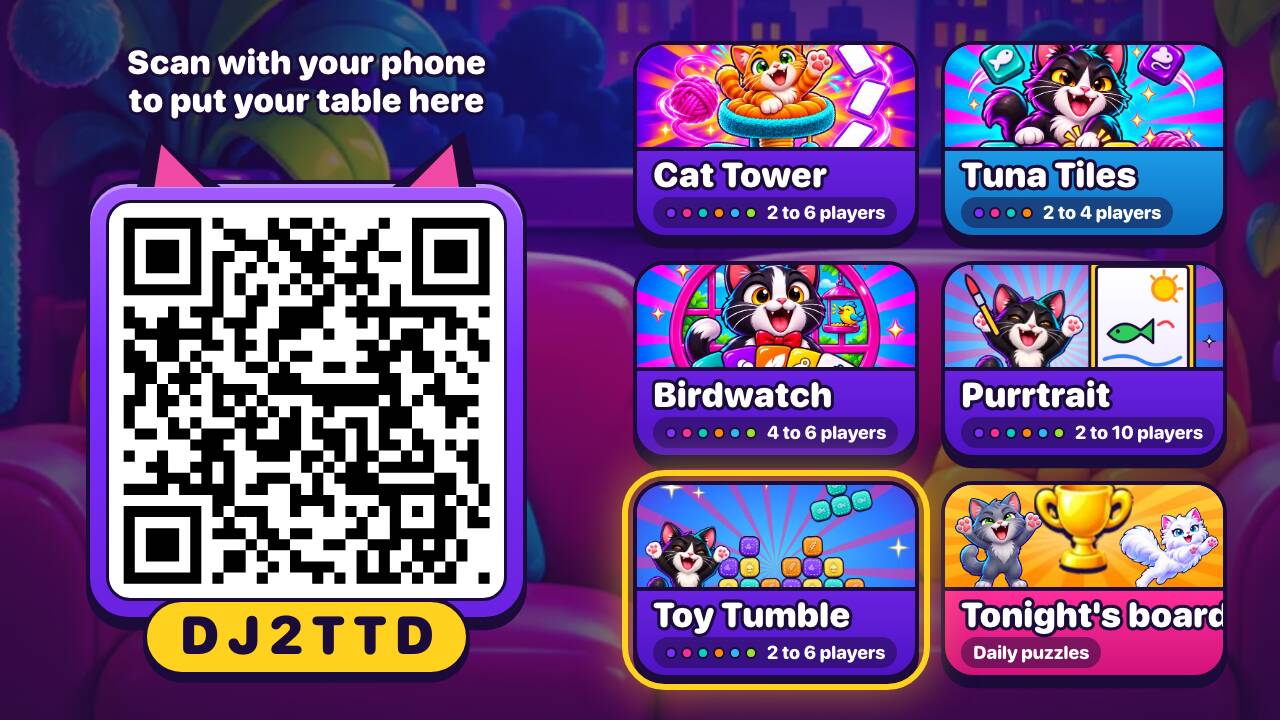 Scan with your phone
to put your table here
DJ2TTD
Cat Tower
2 to 6 players
Tuna Tiles
2 to 4 players
Birdwatch
4 to 6 players
Purrtrait
2 to 10 players
Toy Tumble
2 to 6 players
Tonight's board
Daily puzzles